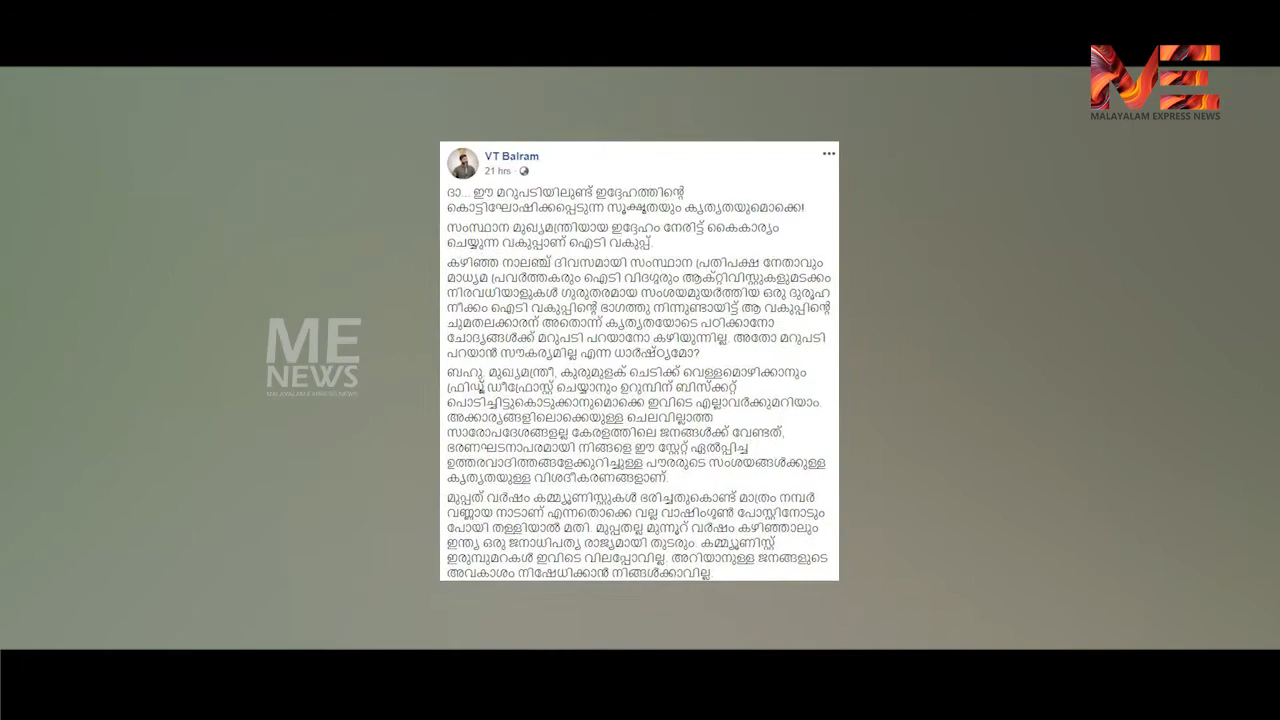 ME
MALAYALAM EXPRESS NEWS
VT Balram
21 hrs ·
ദാ... ഈ മറുപടിയിലുണ്ട് ഇദ്ദേഹത്തിന്റെ
കൊട്ടിഘോഷിക്കപ്പെടുന്ന സൂക്ഷ്മതയും കൃത്യതയുമൊക്കെ!
സംസ്ഥാന മുഖ്യമന്ത്രിയായ ഇദ്ദേഹം നേരിട്ട് കൈകാര്യം
ചെയ്യുന്ന വകുപ്പാണ് ഐടി വകുപ്പ്.
കഴിഞ്ഞ നാലഞ്ച് ദിവസമായി സംസ്ഥാന പ്രതിപക്ഷ നേതാവും
മാധ്യമ പ്രവർത്തകരും ഐടി വിദഗ്ദരും ആക്റ്റിവിസ്റ്റുകളുമടക്കം
നിരവധിയാളുകൾ ഗുരുതരമായ സംശയമുയർത്തിയ ഒരു ദുരൂഹ
നീക്കം ഐടി വകുപ്പിന്റെ ഭാഗത്തു നിന്നുണ്ടായിട്ട് ആ വകുപ്പിന്റെ
ചുമതലക്കാരന് അതൊന്ന് കൃത്യതയോടെ പഠിക്കാനോ
ചോദ്യങ്ങൾക്ക് മറുപടി പറയാനോ കഴിയുന്നില്ല. അതോ മറുപടി
പറയാൻ സൗകര്യമില്ല എന്ന ധാർഷ്ഠ്യമോ?
ബഹു. മുഖ്യമന്ത്രീ, കുരുമുളക് ചെടിക്ക് വെള്ളമൊഴിക്കാനും
ഫ്രിഡ്ജ് ഡീഫ്രോസ്റ്റ് ചെയ്യാനും ഉറുമ്പിന് ബിസ്ക്കറ്റ്
പൊടിച്ചിട്ടുകൊടുക്കാനുമൊക്കെ ഇവിടെ എല്ലാവർക്കുമറിയാം.
അക്കാര്യങ്ങളിലൊക്കെയുള്ള ചെലവില്ലാത്ത
സാരോപദേശങ്ങളല്ല കേരളത്തിലെ ജനങ്ങൾക്ക് വേണ്ടത്,
ഭരണഘടനാപരമായി നിങ്ങളെ ഈ സ്റ്റേറ്റ് ഏൽപ്പിച്ച
ഉത്തരവാദിത്തങ്ങളേക്കുറിച്ചുള്ള പൗരരുടെ സംശയങ്ങൾക്കുള്ള
കൃത്യതയുള്ള വിശദീകരണങ്ങളാണ്.
മുപ്പത് വർഷം കമ്മ്യൂണിസ്റ്റുകൾ ഭരിച്ചതുകൊണ്ട് മാത്രം നമ്പർ
വണ്ണായ നാടാണ് എന്നതൊക്കെ വല്ല വാഷിംഗ്ടൺ പോസ്റ്റിനോടും
പോയി തള്ളിയാൽ മതി. മുപ്പതല്ല മുന്നൂറ് വർഷം കഴിഞ്ഞാലും
ഇന്ത്യ ഒരു ജനാധിപത്യ രാജ്യമായി തുടരും. കമ്മ്യൂണിസ്റ്റ്
ഇരുമ്പുമറകൾ ഇവിടെ വിലപ്പോവില്ല. അറിയാനുള്ള ജനങ്ങളുടെ
അവകാശം നിഷേധിക്കാൻ നിങ്ങൾക്കാവില്ല
ME
NEWS
MALAYALAM EXPRESS NEWS